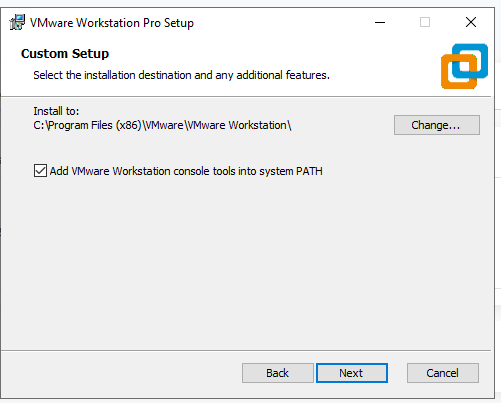 VMware Workstation Pro Setup
Custom Setup
Select the installation destination and any additional features.
Install to:
C:\Program Files (x86)\VMware\VMware Workstation\
Change...
Add VMware Workstation console tools into system PATH
Back
Next
Cancel